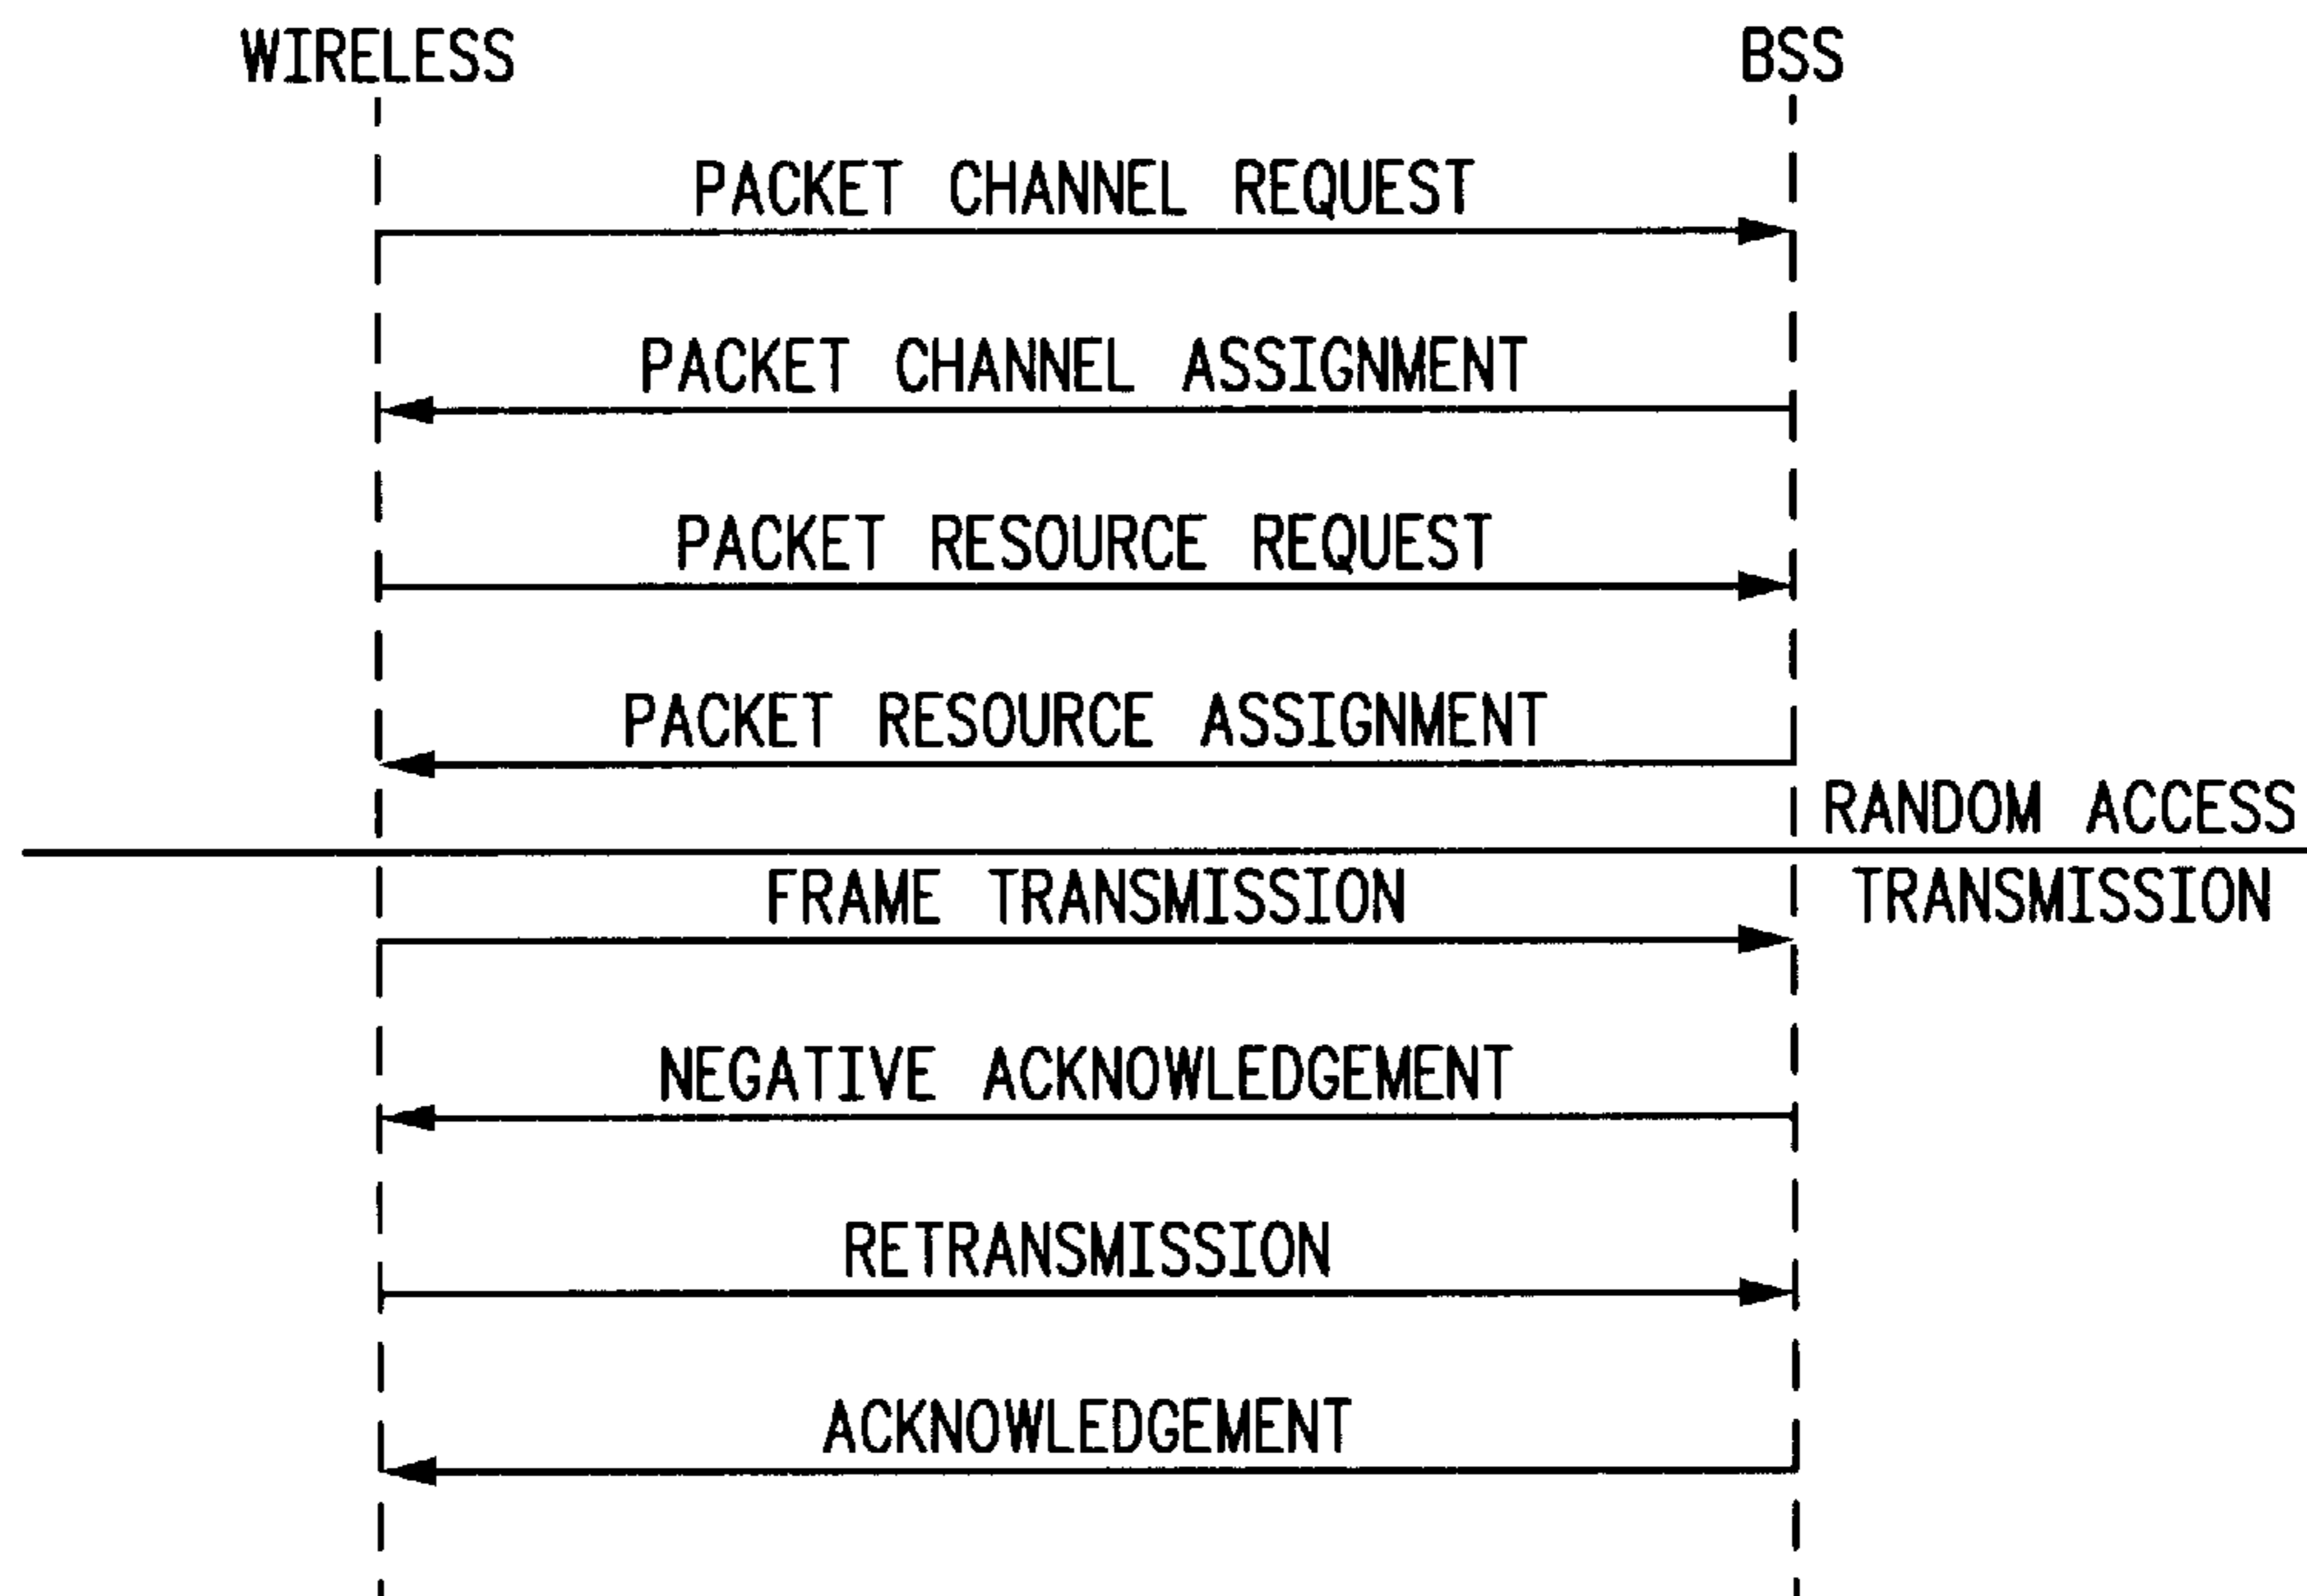 WIRELESS
BSS
PACKET CHANNEL REQUEST
PACKET CHANNEL ASSIGNMENT
PACKET RESOURCE REQUEST
PACKET RESOURCE ASSIGNMENT
RANDOM ACCESS
FRAME TRANSMISSION
TRANSMISSION
NEGATIVE ACKNOWLEDGEMENT
RETRANSMISSION
ACKNOWLEDGEMENT